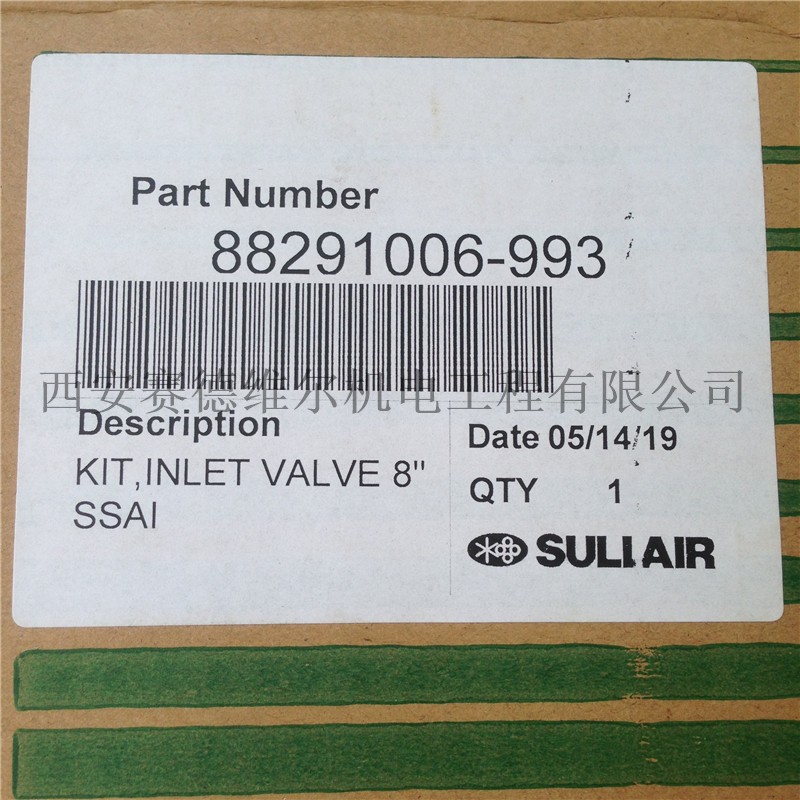 Part Number
88291006-993
西安赛德维尔机电工程有限公司
Description
KIT,INLET VALVE 8"
SSAI
Date 05/14/19
QTY 1
SULLAIR